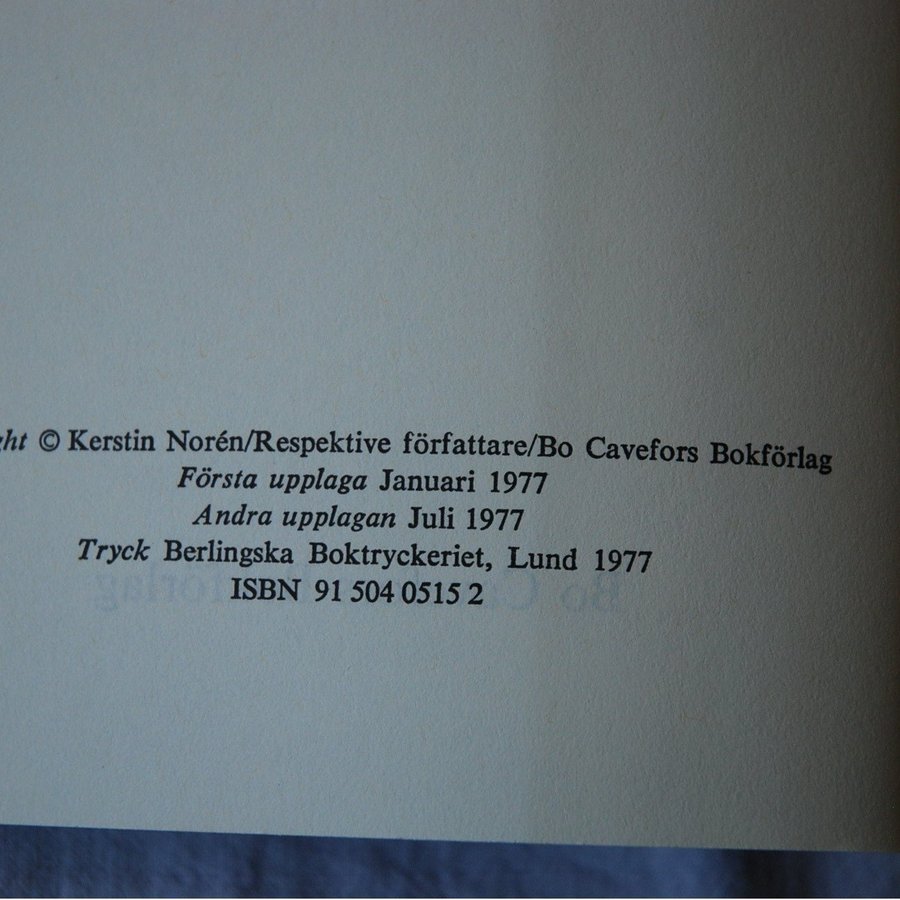 ght © Kerstin Norén/Respektive författare/Bo Cavefors Bokförlag
Första upplaga Januari 1977
Andra upplagan Juli 1977
Tryck Berlingska Boktryckeriet, Lund 1977
ISBN 91 504 0515 2